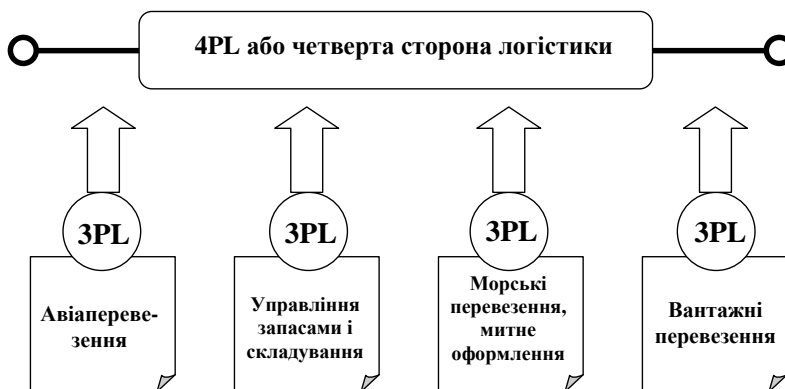 4PL або четверта сторона логістики
3PL
3PL
3PL
3PL
Авіапереве-
зення
Управління
запасами і
складування
Морські
перевезення,
митне
оформлення
Вантажні
перевезення